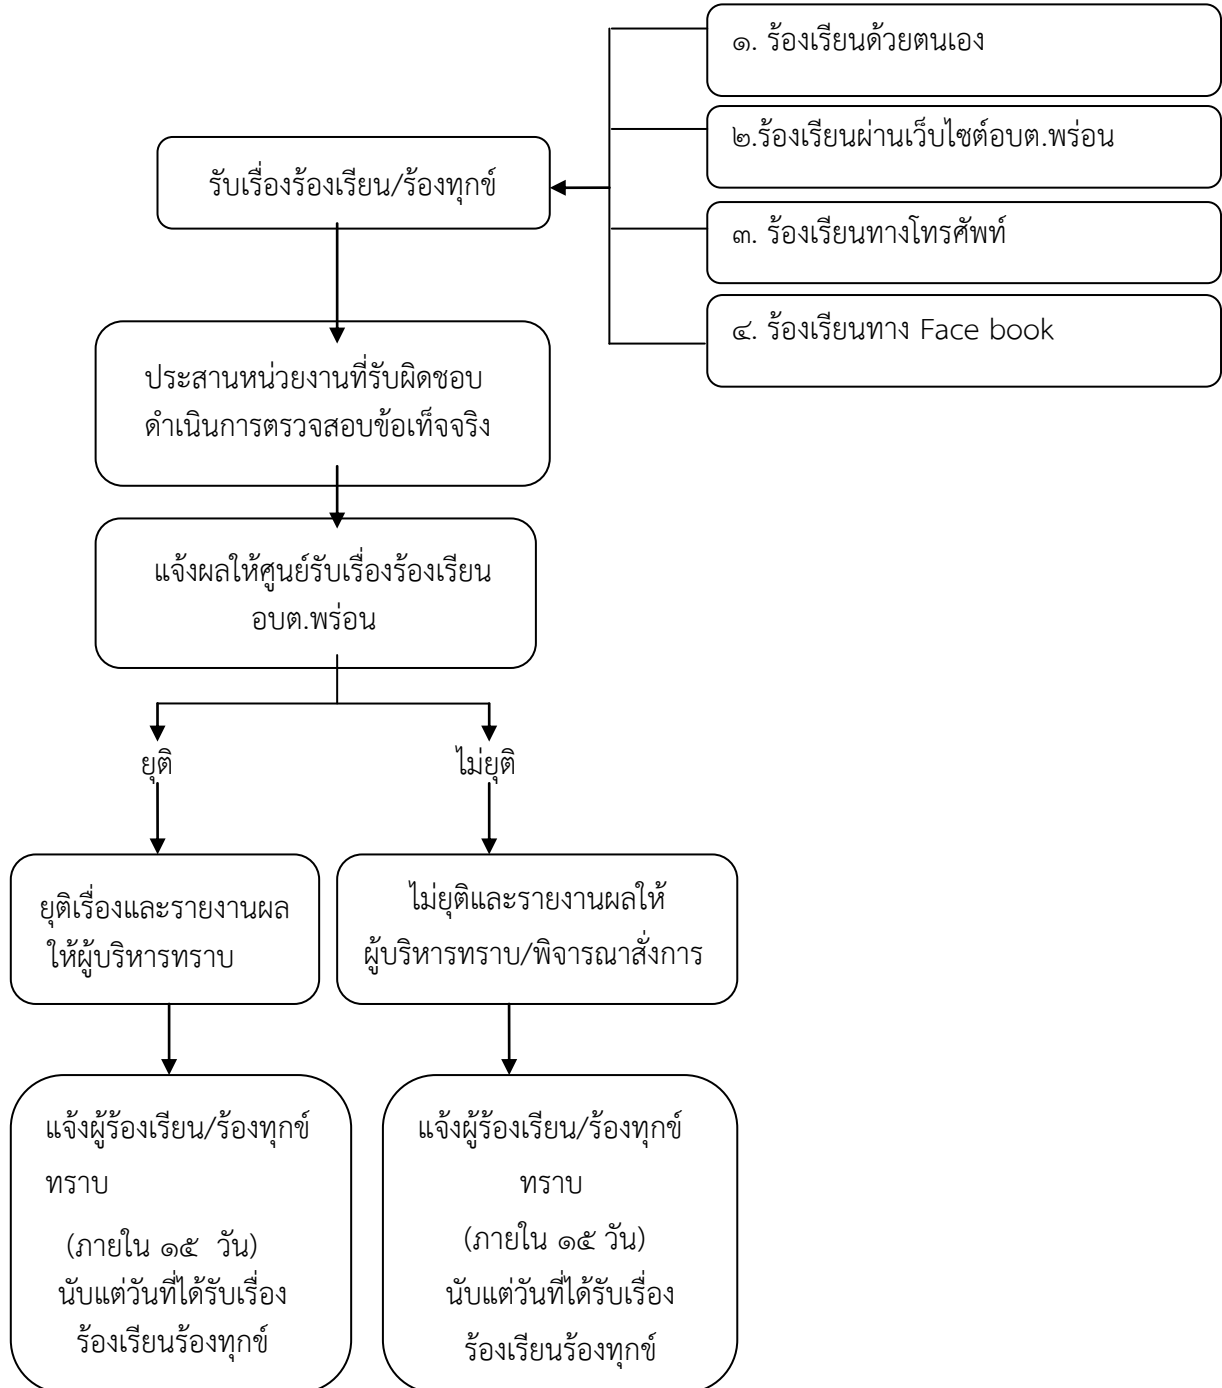 ๑. ร้องเรียนด้วยตนเอง
๒.ร้องเรียนผ่านเว็บไซต์อบต.พร่อน
รับเรื่องร้องเรียน/ร้องทุกข์
๓. ร้องเรียนทางโทรศัพท์
๔. ร้องเรียนทาง Face book
ประสานหน่วยงานที่รับผิดชอบ
ดำเนินการตรวจสอบข้อเท็จจริง
แจ้งผลให้ศูนย์รับเรื่องร้องเรียน
อบต.พร่อน
ยุติ
ไม่ยุติ
ยุติเรื่องและรายงานผล
ให้ผู้บริหารทราบ
ไม่ยุติและรายงานผลให้
ผู้บริหารทราบ/พิจารณาสั่งการ
แจ้งผู้ร้องเรียน/ร้องทุกข์
ทราบ
(ภายใน ๑๕ วัน)
นับแต่วันที่ได้รับเรื่อง
ร้องเรียนร้องทุกข์
แจ้งผู้ร้องเรียน/ร้องทุกข์
ทราบ
(ภายใน ๑๕ วัน)
นับแต่วันที่ได้รับเรื่อง
ร้องเรียนร้องทุกข์